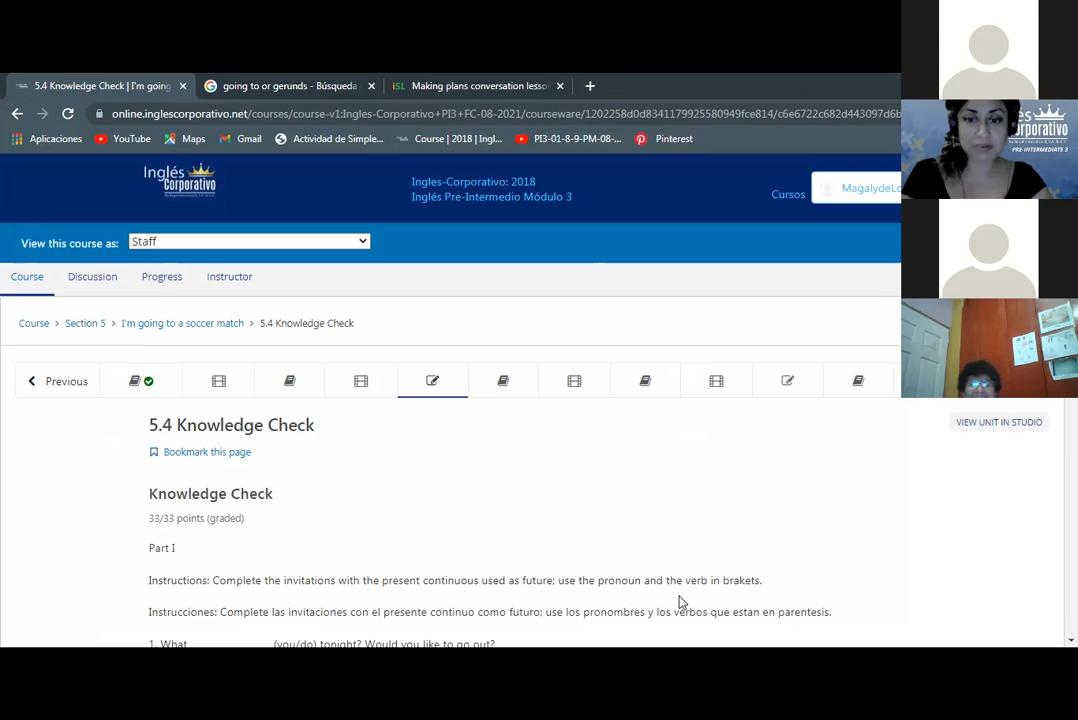 5.4 Knowledge Check | I'm going
going to or gerunds - Búsqueda
iSL Making plans conversation lesso
online.inglescorporativo.net/courses/course-v1:Ingles-Corporativo+PI3+FC-08-2021/courseware/1202258d0d8341179925580949fce814/c6e6722c682d443097d6b
Aplicaciones YouTube Maps Gmail Actividad de Simple... Course | 2018 | Ingl... PI3-01-8-9-PM-08-... Pinterest
Inglés
Corporativo
Ingles-Corporativo: 2018
Inglés Pre-Intermedio Módulo 3
Cursos
MagalydeLo
Corporativo
PRE-INTERMEDIATE 3
View this course as: Staff
Course Discussion Progress Instructor
Course > Section 5 > I'm going to a soccer match > 5.4 Knowledge Check
Previous
5.4 Knowledge Check
VIEW UNIT IN STUDIO
Bookmark this page
Knowledge Check
33/33 points (graded)
Part I
Instructions: Complete the invitations with the present continuous used as future; use the pronoun and the verb in brakets.
Instrucciones: Complete las invitaciones con el presente continuo como futuro; use los pronombres y los verbos que estan en parentesis.
1. What ______________ (you/do) tonight? Would you like to go out?